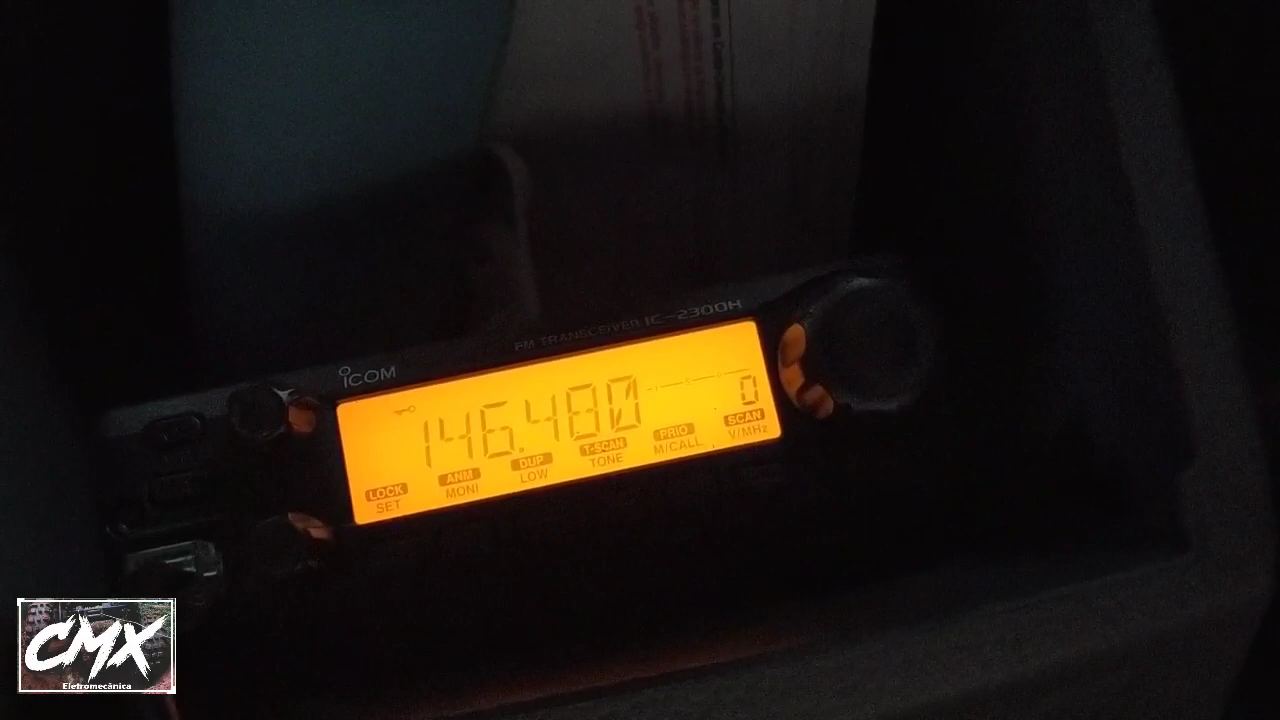 ICOM
FM TRANSCEIVER IC-2300H
146.480
0
LOCK ANM DUP T-SCAN PRIO SCAN
SET MONI LOW TONE M/CALL V/MHz
CMX
Eletromecânica